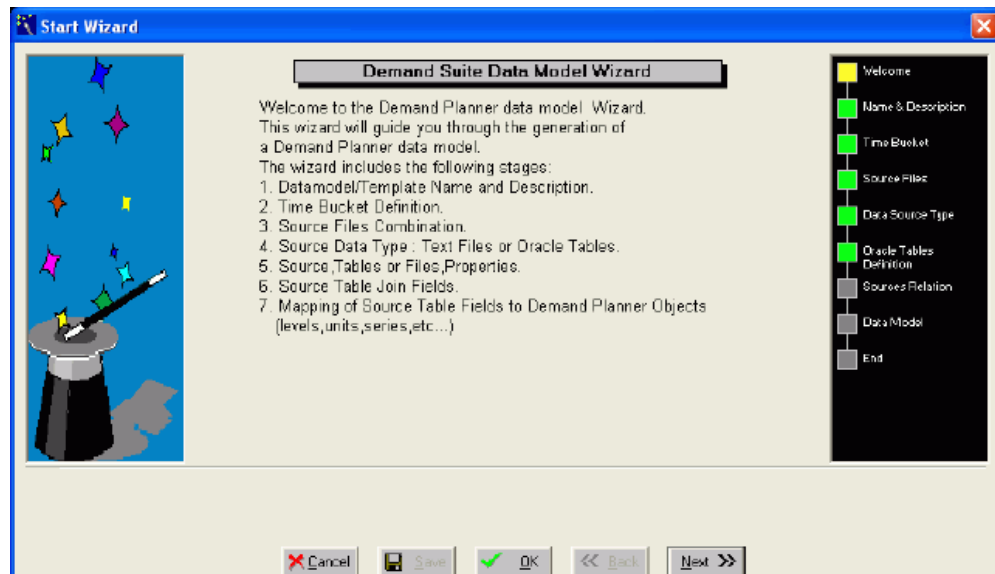 Start Wizard
Demand Suite Data Model Wizard
Welcome to the Demand Planner data model Wizard.
This wizard will guide you through the generation of
a Demand Planner data model.
The wizard includes the following stages:
1. Datamodel/Template Name and Description.
2. Time Bucket Definition.
3. Source Files Combination.
4. Source Data Type : Text Files or Oracle Tables.
5. Source,Tables or Files,Properties.
6. Source Table Join Fields.
7. Mapping of Source Table Fields to Demand Planner Objects
(levels,units,series,etc...)
Welcome
Name & Description
Time Bucket
Source Files
Data Source Type
Oracle Tables
Definition
Sources Relation
Data Model
End
Cancel
Save
OK
Back
Next